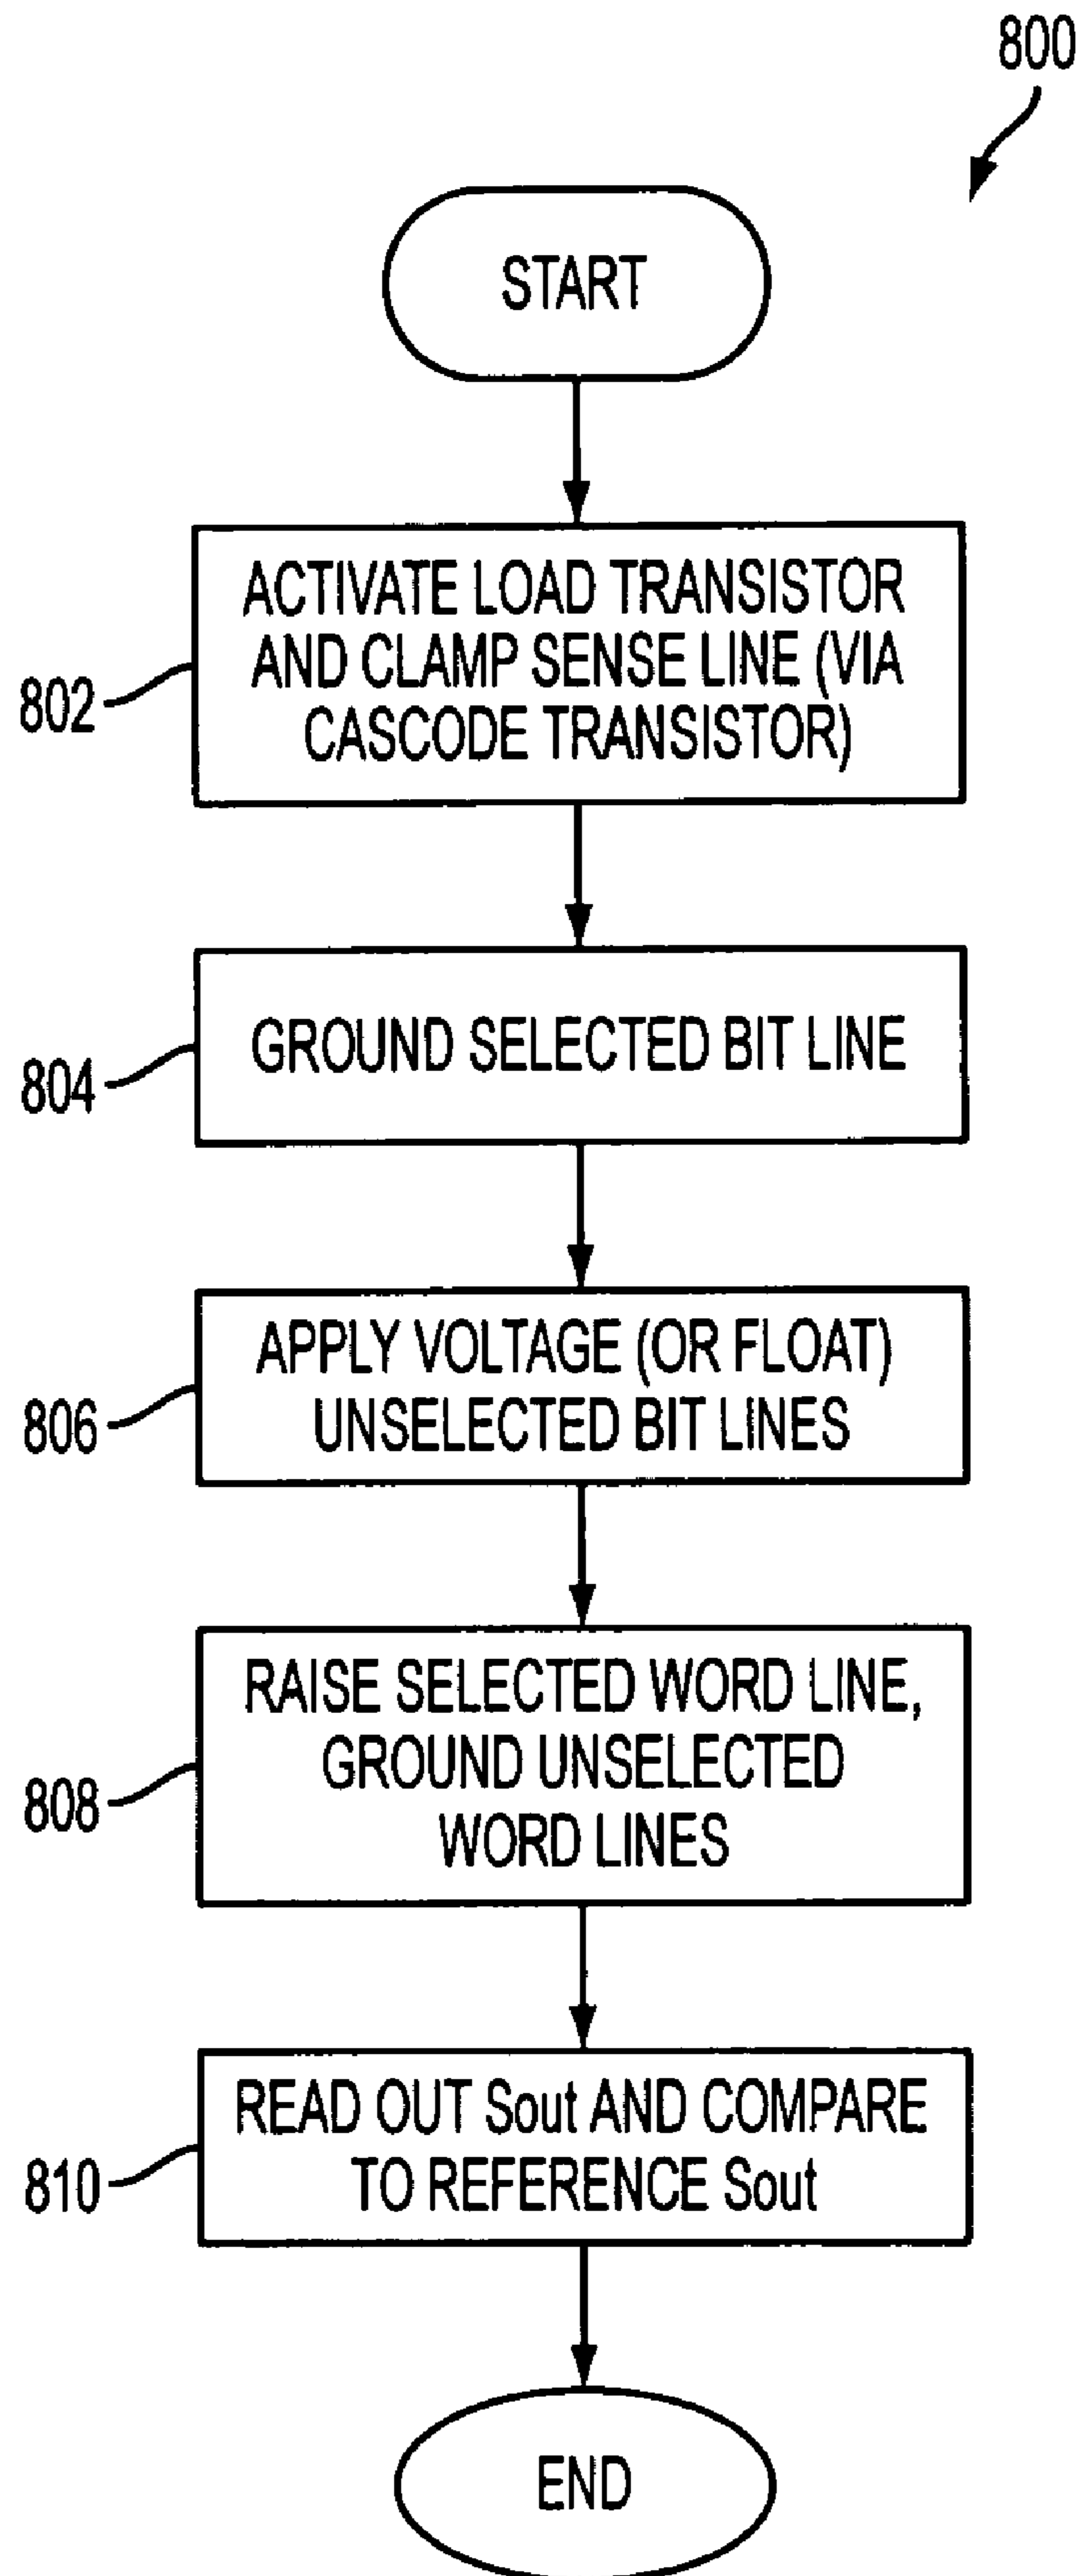 800
START
ACTIVATE LOAD TRANSISTOR
AND CLAMP SENSE LINE (VIA
CASCODE TRANSISTOR)
802
GROUND SELECTED BIT LINE
804
APPLY VOLTAGE (OR FLOAT)
UNSELECTED BIT LINES
806
RAISE SELECTED WORD LINE,
GROUND UNSELECTED
WORD LINES
808
READ OUT Sout AND COMPARE
TO REFERENCE Sout
810
END